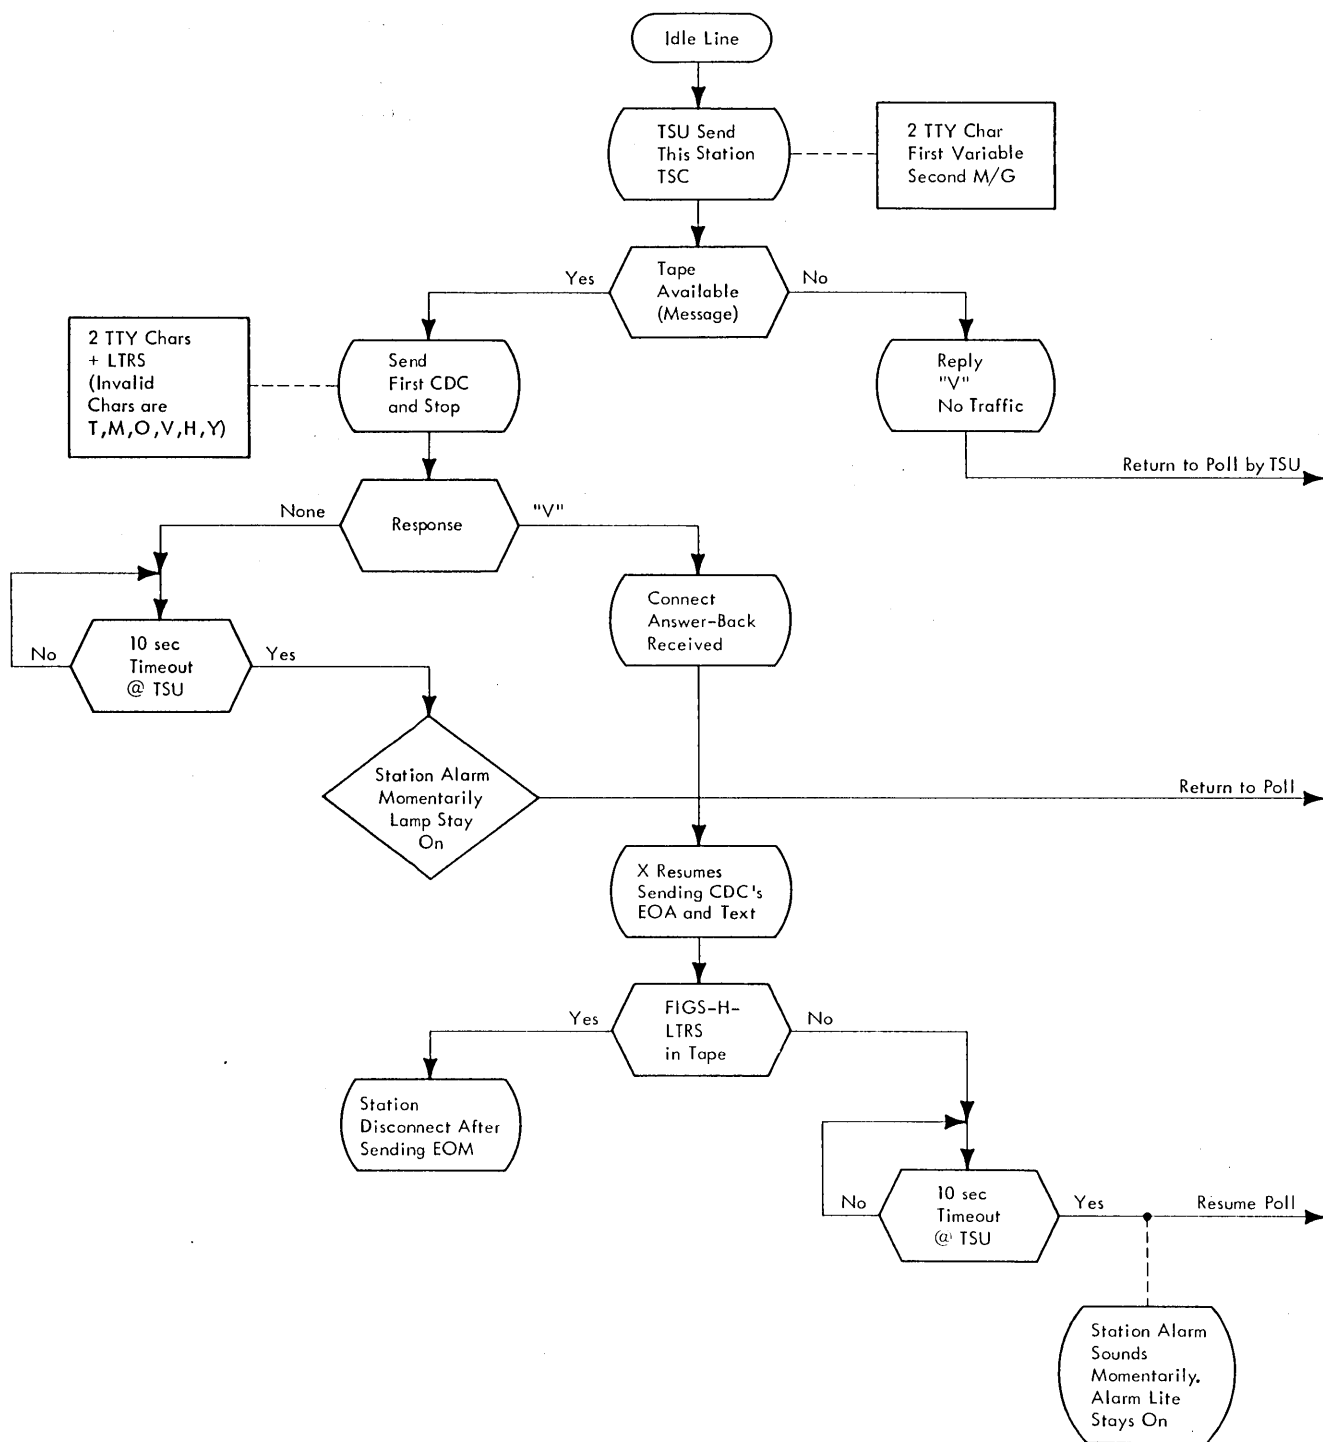 Idle Line
TSU Send
This Station
TSC
2 TTY Char
First Variable
Second M/G
Tape
Available
(Message)
Yes
No
2 TTY Chars
+ LTRS
(Invalid
Chars are
T,M,O,V,H,Y)
Send
First CDC
and Stop
Reply
"V"
No Traffic
Return to Poll by TSU
None
Response
"V"
Connect
Answer-Back
Received
10 sec
Timeout
@ TSU
No
Yes
Station Alarm
Momentarily
Lamp Stay
On
Return to Poll
X Resumes
Sending CDC's
EOA and Text
FIGS-H-
LTRS
in Tape
Yes
No
Station
Disconnect After
Sending EOM
10 sec
Timeout
@ TSU
No
Yes
Resume Poll
Station Alarm
Sounds
Momentarily.
Alarm Lite
Stays On